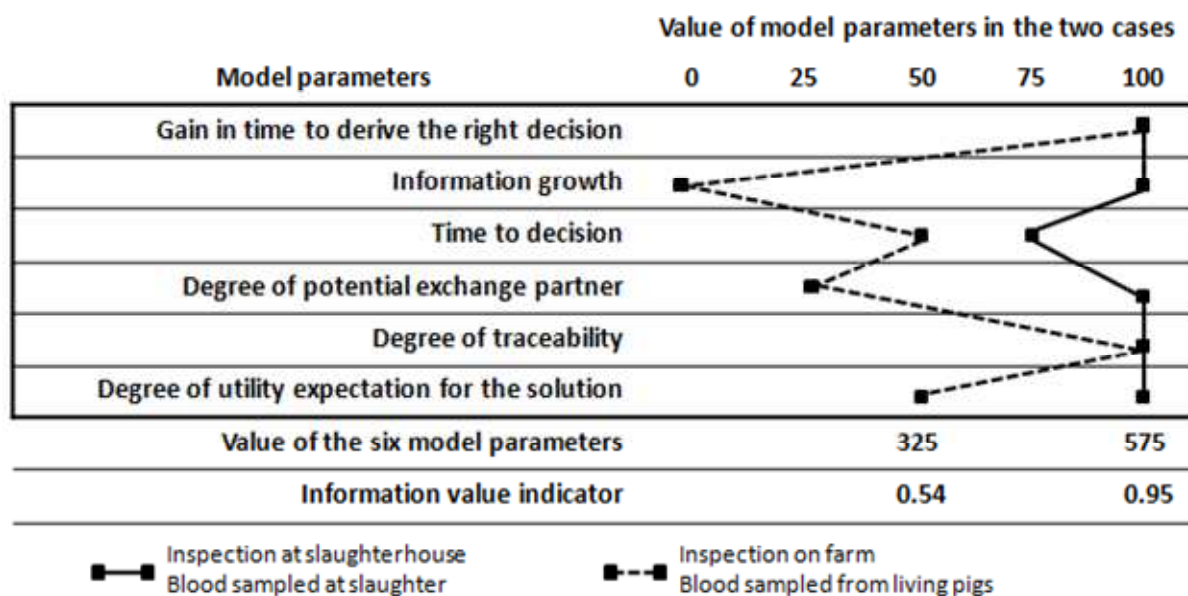 Value of model parameters in the two cases
Model parameters 0 25 50 75 100
Gain in time to derive the right decision
Information growth
Time to decision
Degree of potential exchange partner
Degree of traceability
Degree of utility expectation for the solution
Value of the six model parameters 325 575
Information value indicator 0.54 0.95
Inspection at slaughterhouse
Blood sampled at slaughter
Inspection on farm
Blood sampled from living pigs